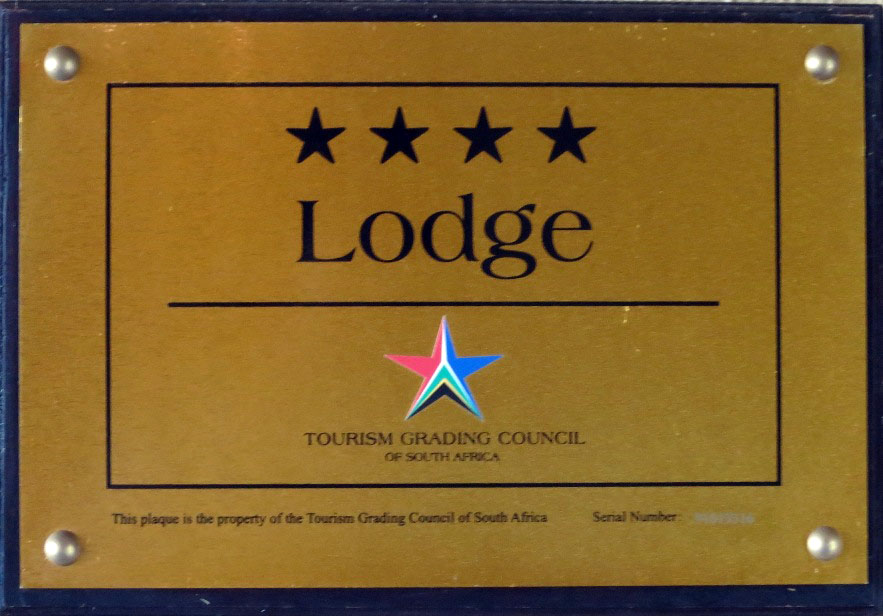 Lodge
TOURISM GRADING COUNCIL
OF SOUTH AFRICA
This plaque is the property of the Tourism Grading Council of South Africa Serial Number: